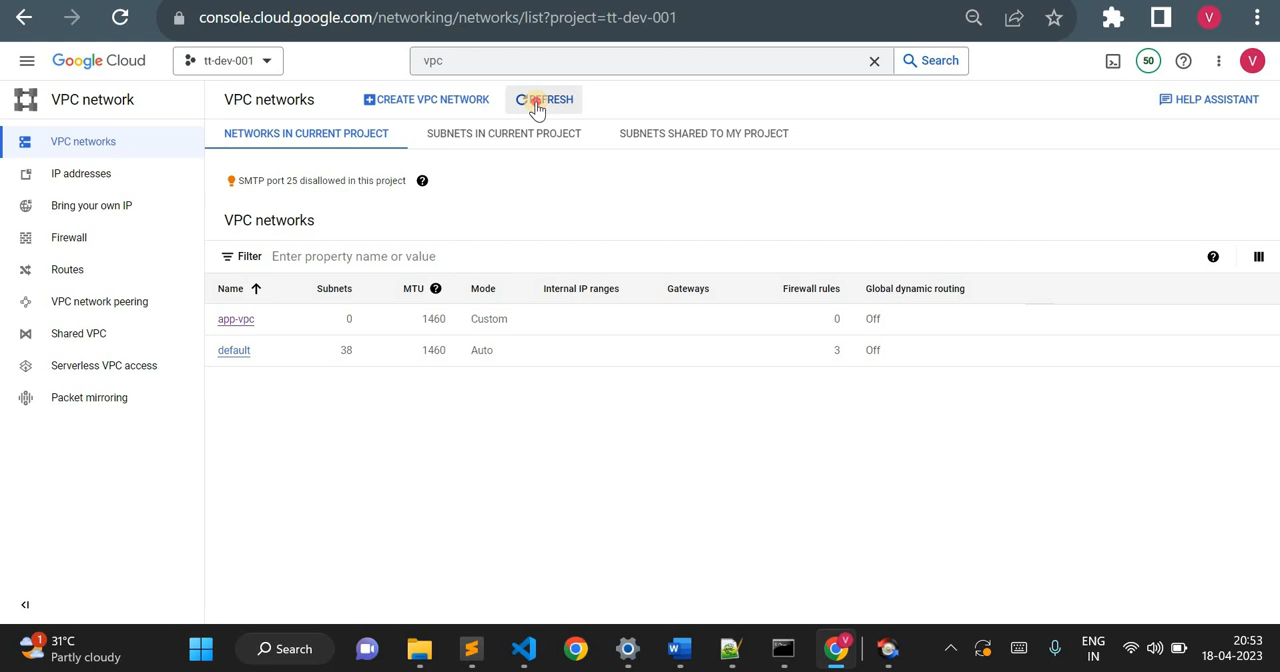 console.cloud.google.com/networking/networks/list?project=tt-dev-001
V
Google Cloud
tt-dev-001
vpc
Search
50
V
VPC network
VPC networks
CREATE VPC NETWORK
REFRESH
HELP ASSISTANT
VPC networks
IP addresses
Bring your own IP
Firewall
Routes
VPC network peering
Shared VPC
Serverless VPC access
Packet mirroring
NETWORKS IN CURRENT PROJECT
SUBNETS IN CURRENT PROJECT
SUBNETS SHARED TO MY PROJECT
SMTP port 25 disallowed in this project
VPC networks
Filter Enter property name or value
Name Subnets MTU Mode Internal IP ranges Gateways Firewall rules Global dynamic routing
app-vpc 0 1460 Custom 0 Off
default 38 1460 Auto 3 Off
1
31°C
Partly cloudy
Search
V
ENG
IN
20:53
18-04-2023